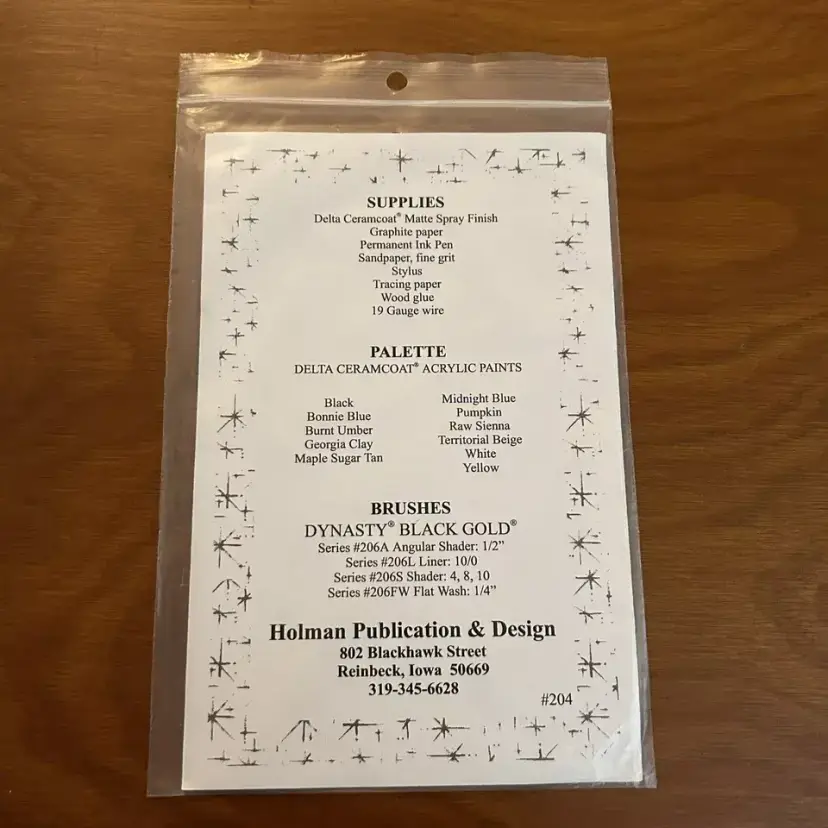 SUPPLIES
Delta Ceramcoat® Matte Spray Finish
Graphite paper
Permanent Ink Pen
Sandpaper, fine grit
Stylus
Tracing paper
Wood glue
19 Gauge wire
PALETTE
DELTA CERAMCOAT® ACRYLIC PAINTS
Black
Bonnie Blue
Burnt Umber
Georgia Clay
Maple Sugar Tan
Midnight Blue
Pumpkin
Raw Sienna
Territorial Beige
White
Yellow
BRUSHES
DYNASTY® BLACK GOLD®
Series #206A Angular Shader: 1/2”
Series #206L Liner: 10/0
Series #206S Shader: 4, 8, 10
Series #206FW Flat Wash: 1/4”
Holman Publication & Design
802 Blackhawk Street
Reinbeck, Iowa 50669
319-345-6628
#204